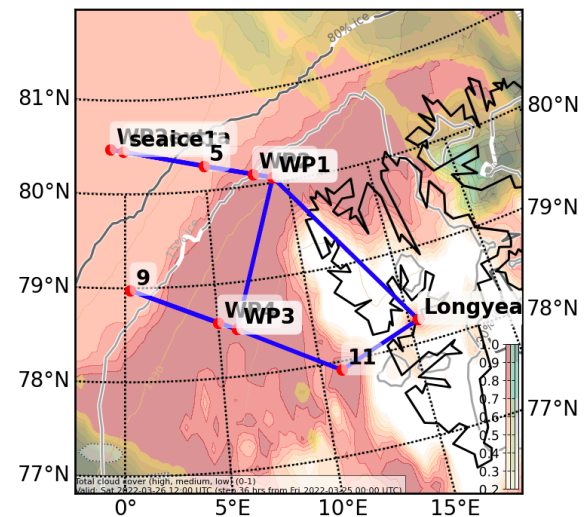 80% ice
81°N
80°N
79°N
78°N
77°N
80°N
79°N
78°N
77°N
seaice1a
5
WP1
9
WP4
WP3
11
Longyea
0.9
0.8
0.7
0.6
0.5
0.4
0.3
0.2
Total cloud cover (high, medium, low) (0-1)
Valid: Sat 2022-03-26 12:00 UTC (step 36 hrs from Fri 2022-03-25 00:00 UTC)
0°
5°E
10°E
15°E